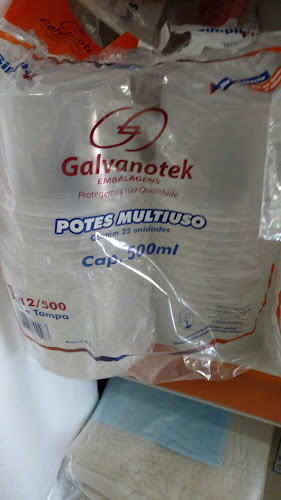 Galvanotek
EMBALAGENS
Protegemos sua Qualidade
POTES MULTIUSO
Contém 25 unidades
Cap. 500ml
2/500
Tampa